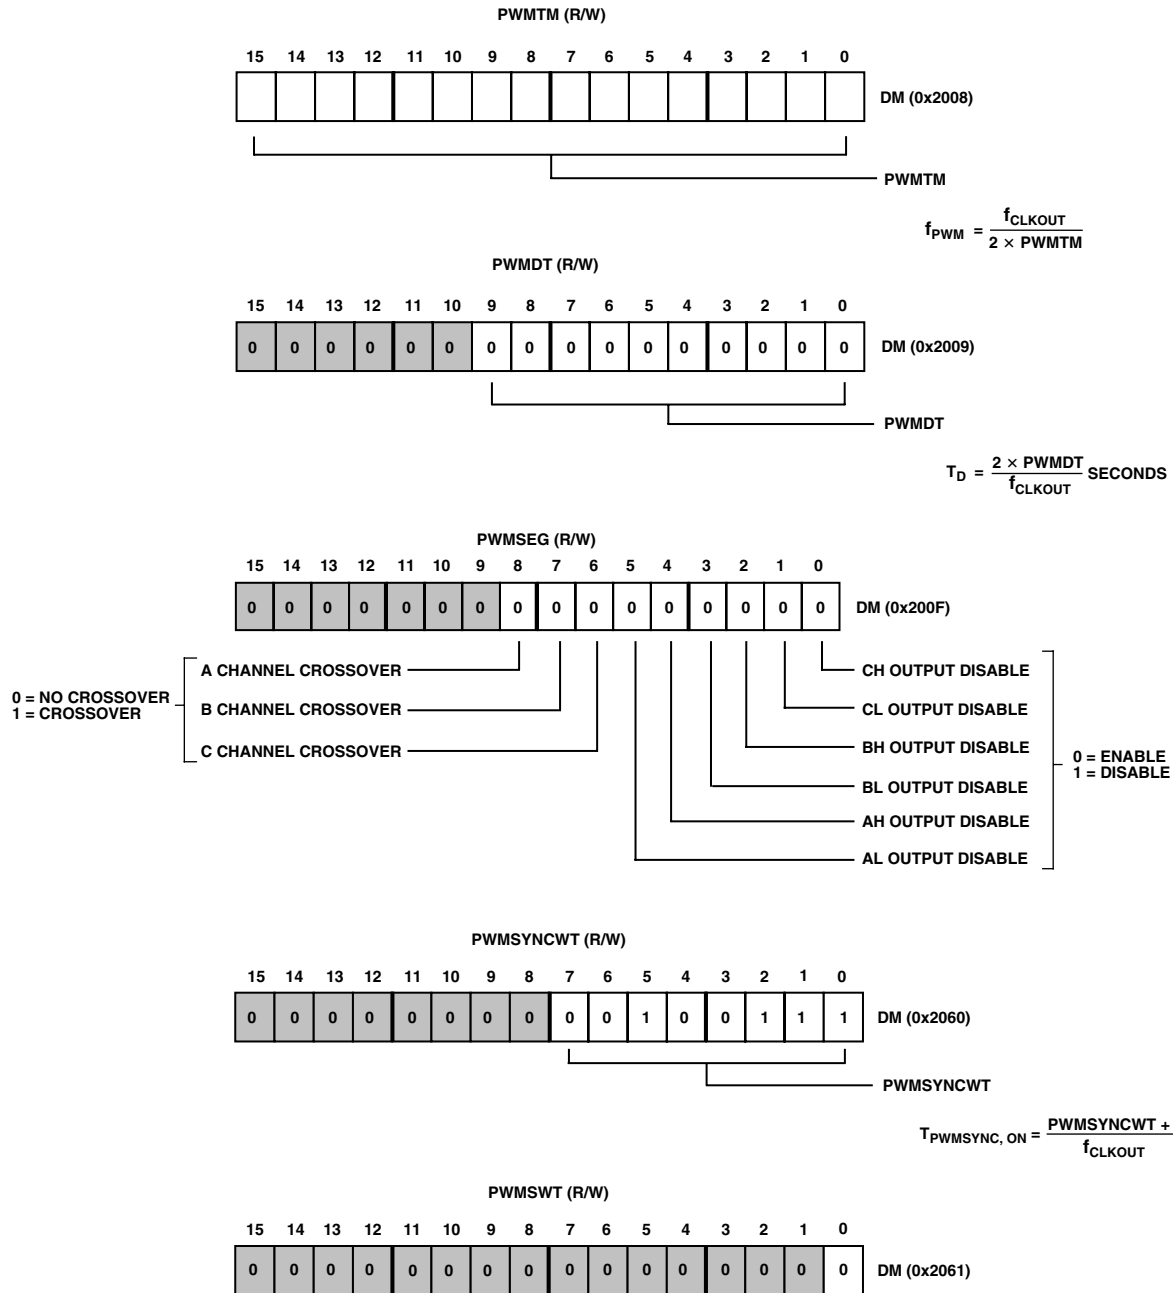 PWMTM (R/W)
15 14 13 12 11 10 9 8 7 6 5 4 3 2 1 0
DM (0x2008)
PWMTM
f_PWM = f_CLKOUT / 2 × PWMTM
PWMDT (R/W)
15 14 13 12 11 10 9 8 7 6 5 4 3 2 1 0
0 0 0 0 0 0 0 0 0 0 0 0 0 0 0 0 DM (0x2009)
PWMDT
T_D = 2 × PWMDT / f_CLKOUT SECONDS
PWMSEG (R/W)
15 14 13 12 11 10 9 8 7 6 5 4 3 2 1 0
0 0 0 0 0 0 0 0 0 0 0 0 0 0 0 0 DM (0x200F)
0 = NO CROSSOVER
1 = CROSSOVER
A CHANNEL CROSSOVER
B CHANNEL CROSSOVER
C CHANNEL CROSSOVER
CH OUTPUT DISABLE
CL OUTPUT DISABLE
BH OUTPUT DISABLE
BL OUTPUT DISABLE
AH OUTPUT DISABLE
AL OUTPUT DISABLE
0 = ENABLE
1 = DISABLE
PWMSYNCWT (R/W)
15 14 13 12 11 10 9 8 7 6 5 4 3 2 1 0
0 0 0 0 0 0 0 0 0 0 1 0 0 1 1 1 DM (0x2060)
PWMSYNCWT
T_PWMSYNC, ON = PWMSYNCWT + / f_CLKOUT
PWMSWT (R/W)
15 14 13 12 11 10 9 8 7 6 5 4 3 2 1 0
0 0 0 0 0 0 0 0 0 0 0 0 0 0 0 0 DM (0x2061)